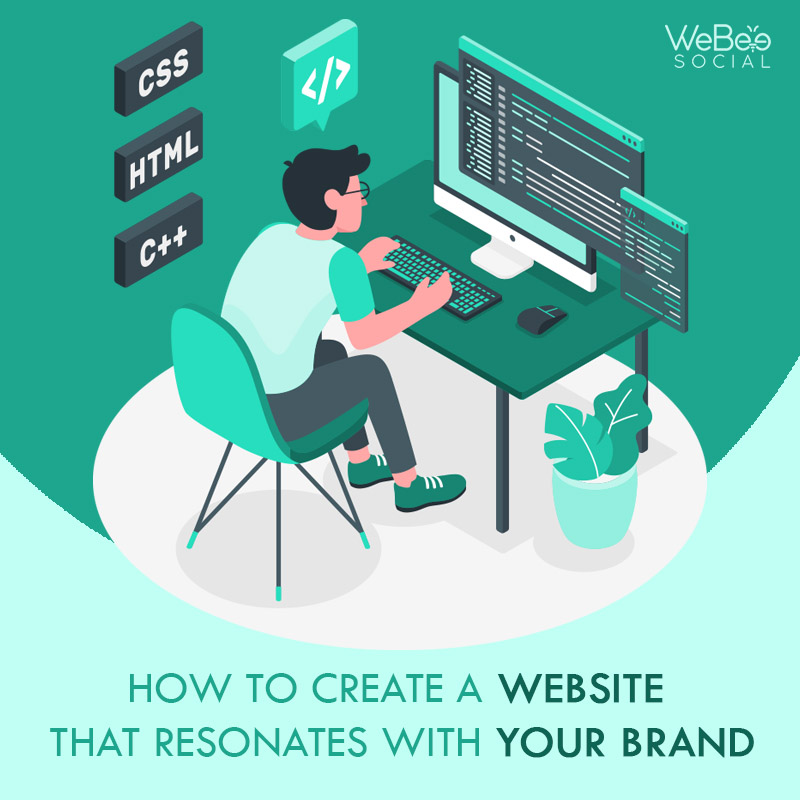 WeBee
SOCIAL
CSS
</>
HTML
C++
</>
HOW TO CREATE A WEBSITE
THAT RESONATES WITH YOUR BRAND